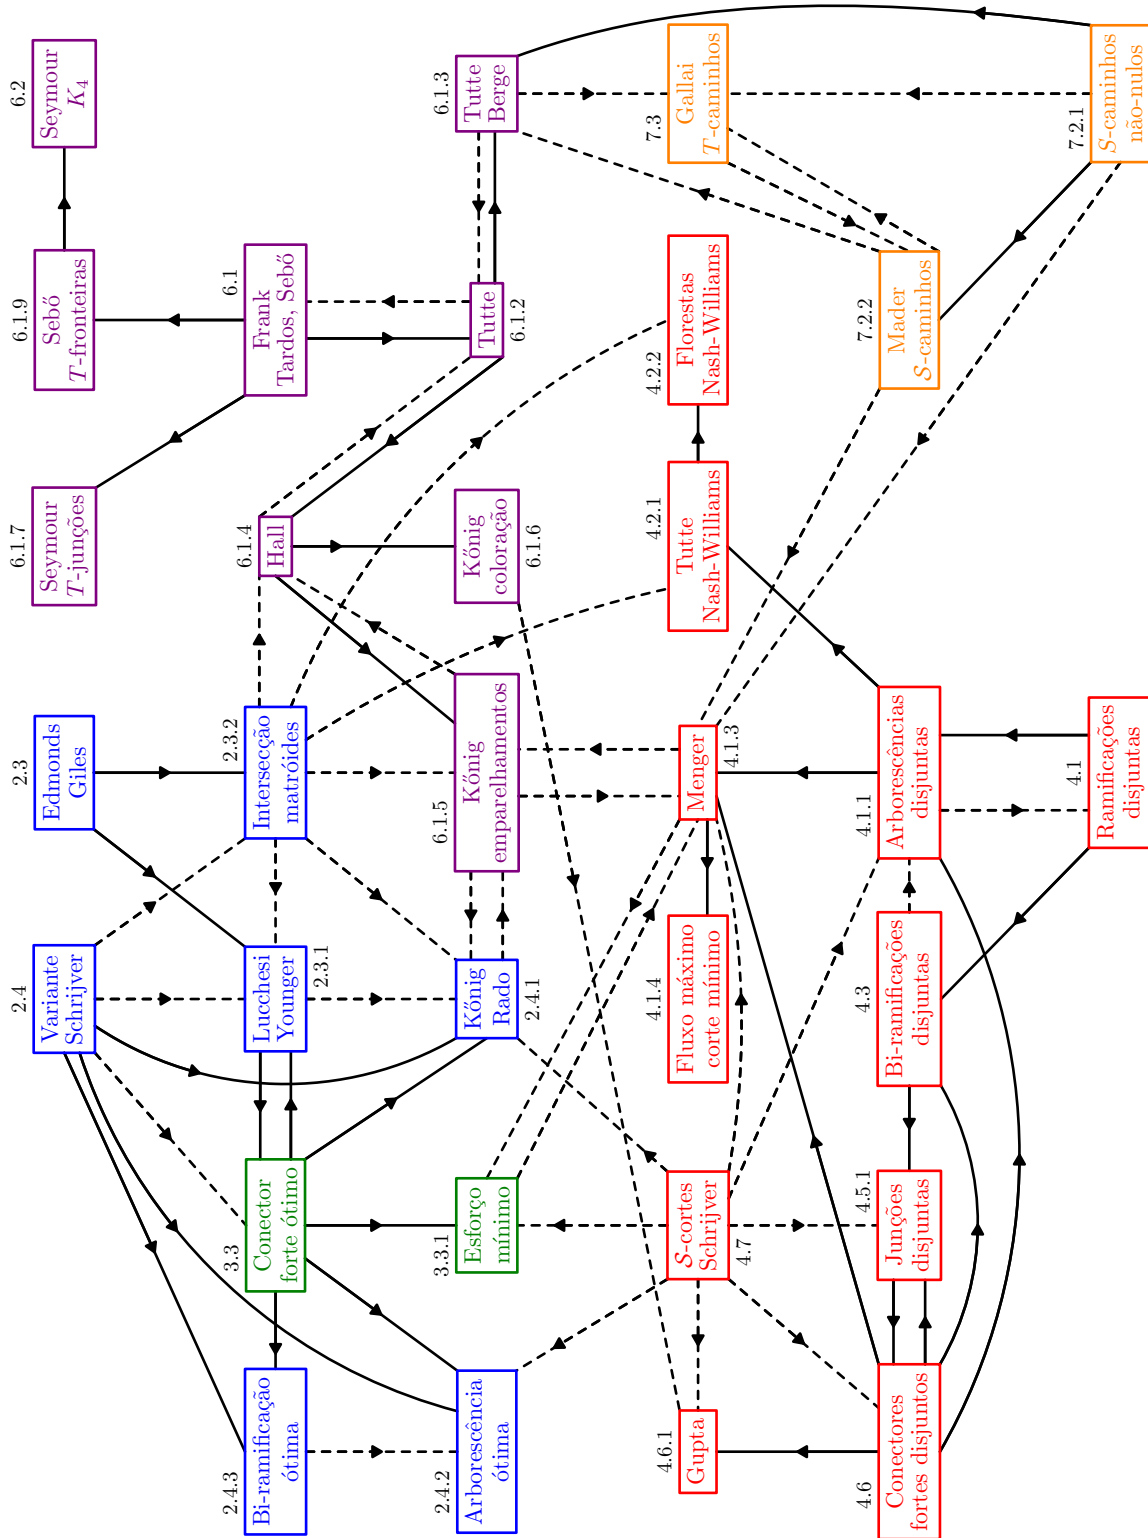 2.4.3
Bi-ramificação
ótima
2.4.2
Arborescência
ótima
4.6.1
Gupta
4.6
Conectores
fortes disjuntos
3.3
Conector
forte ótimo
3.3.1
Esforço
mínimo
S-cortes
Schrijver
4.7
4.5.1
Junções
disjuntas
2.4
Variante
Schrijver
Lucchesi
Younger
2.3.1
Kőnig
Rado
2.4.1
4.1.4
Fluxo máximo
corte mínimo
4.3
Bi-ramificações
disjuntas
2.3
Edmonds
Giles
2.3.2
Intersecção
matróides
6.1.5
Kőnig
emparelhamentos
Menger
4.1.3
4.1.1
Arborescências
disjuntas
4.1
Ramificações
disjuntas
6.1.7
Seymour
T-junções
6.1.4
Hall
Kőnig
coloração
6.1.6
4.2.1
Tutte
Nash-Williams
6.1.9
Sebő
T-fronteiras
6.1
Frank
Tardos, Sebő
Tutte
6.1.2
4.2.2
Florestas
Nash-Williams
7.2.2
Mader
S-caminhos
6.2
Seymour
K4
6.1.3
Tutte
Berge
7.3
Gallai
T-caminhos
7.2.1
S-caminhos
não-nulos